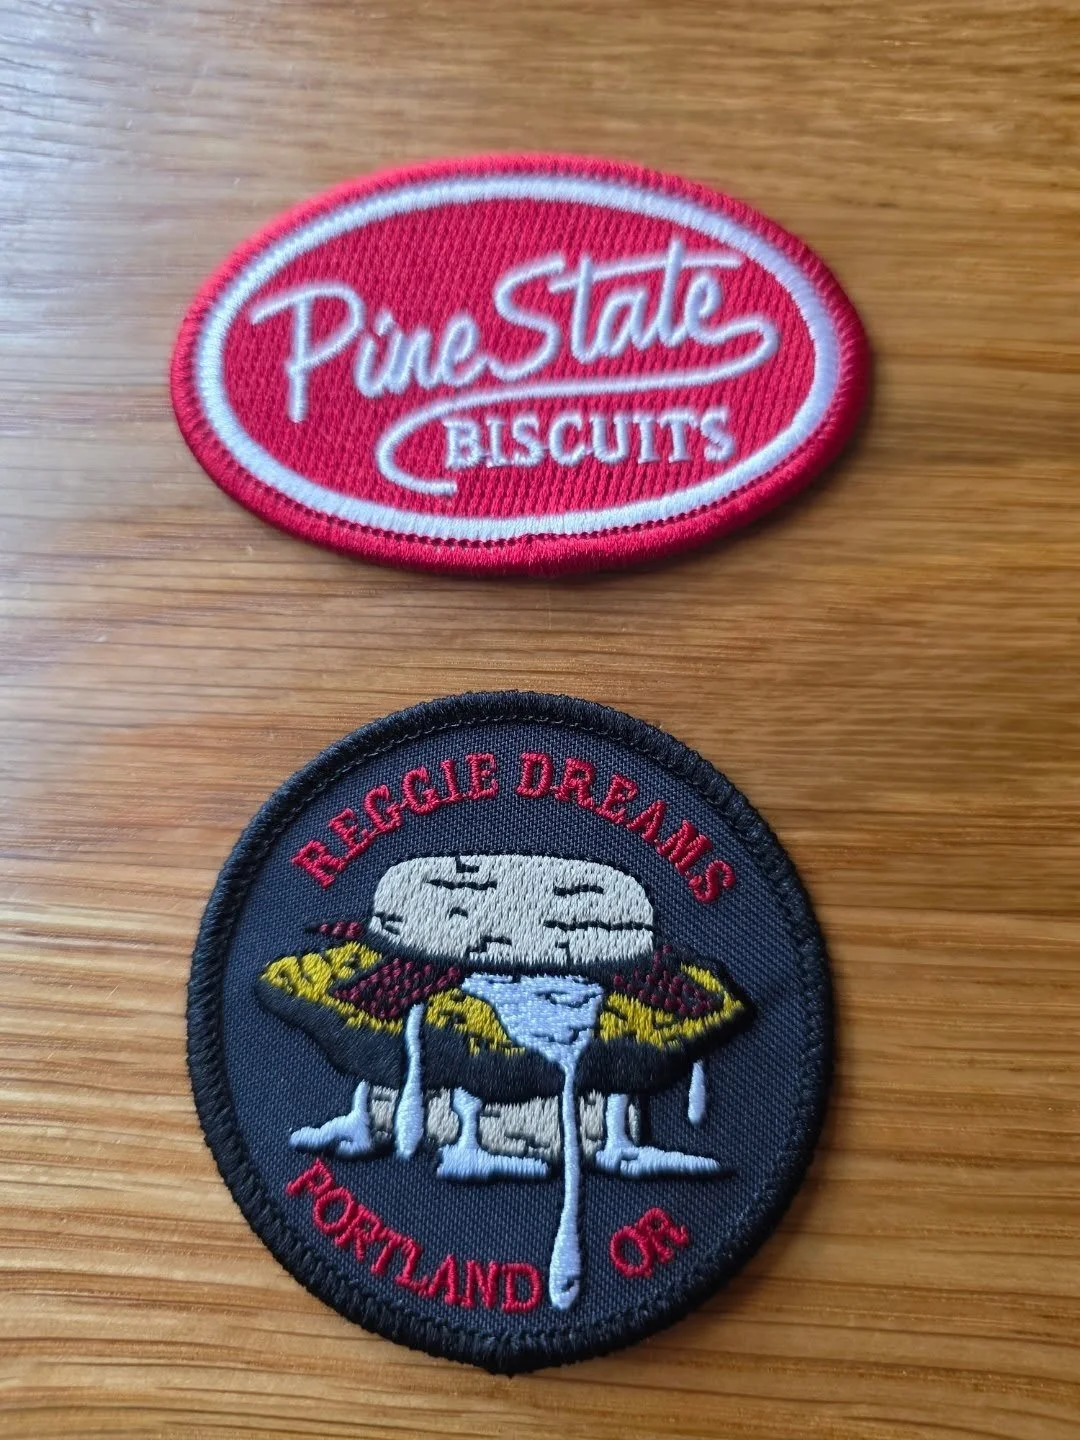 Pine State
BISCUITS
REGGIE DREAMS
PORTLAND OR